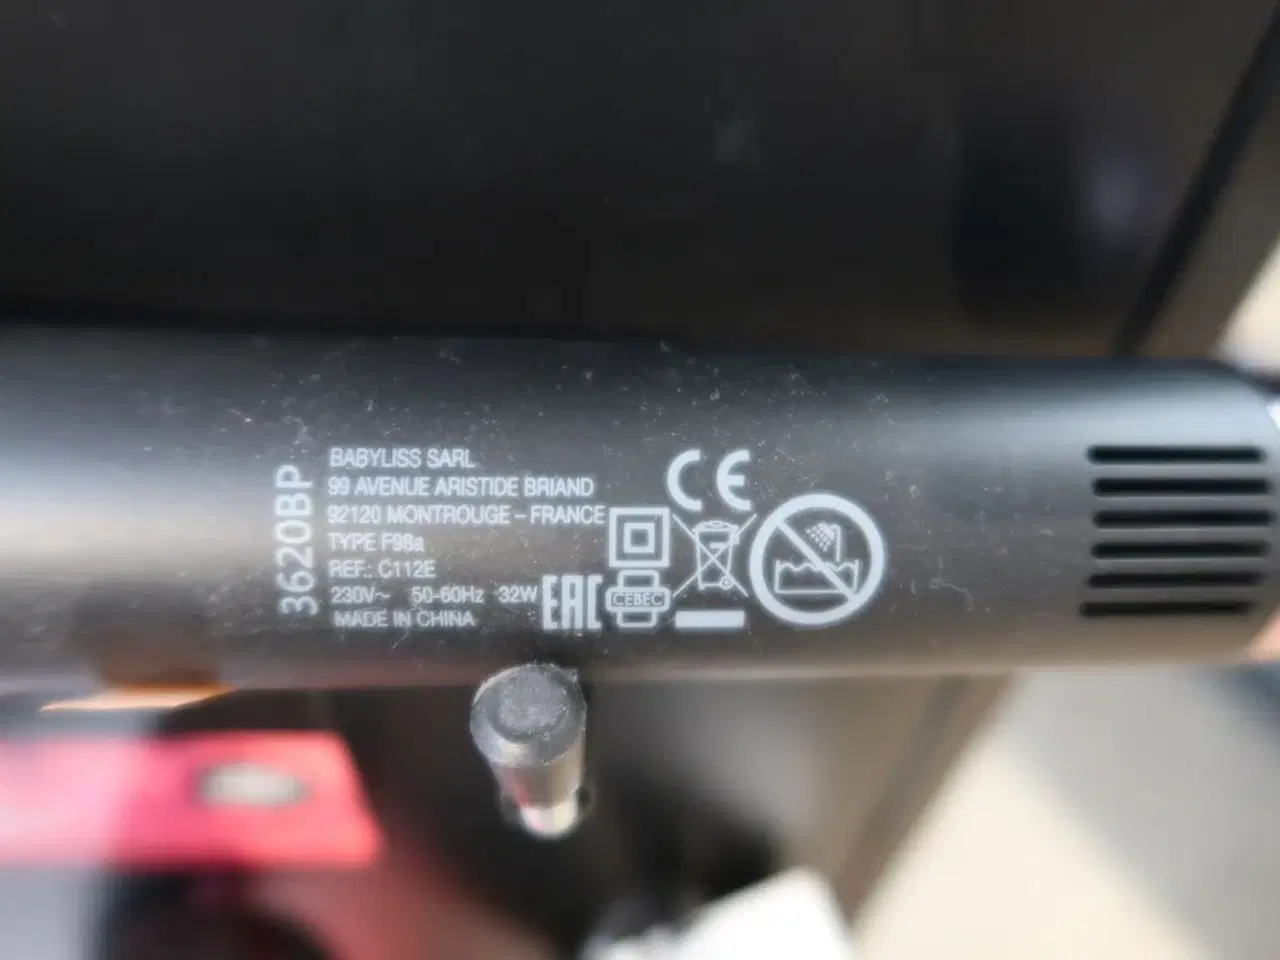 3620BP
BABYLISS SARL
99 AVENUE ARISTIDE BRIAND
92120 MONTROUGE – FRANCE
TYPE F98a
REF.: C112E
230V~ 50-60Hz 32W
MADE IN CHINA
EAC
CEBEC
CE